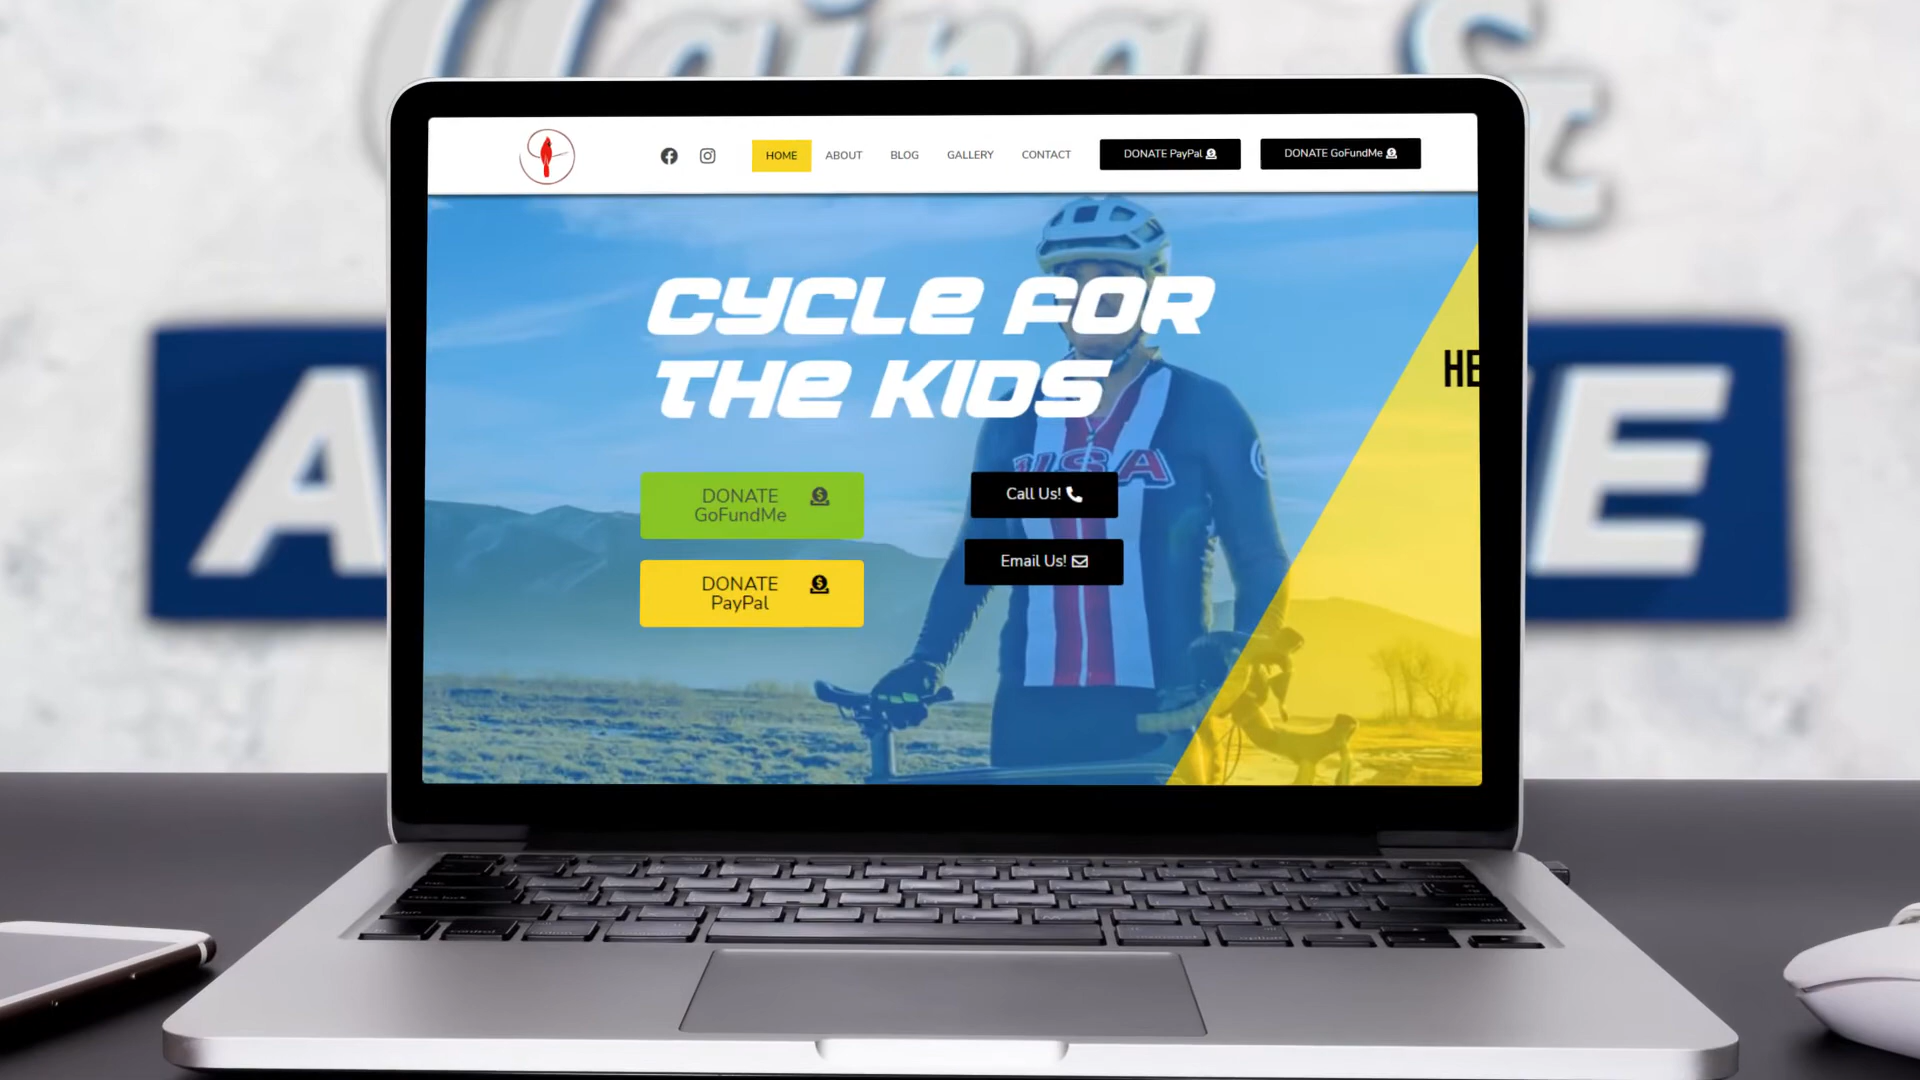 HOME
ABOUT
BLOG
GALLERY
CONTACT
DONATE PayPal
DONATE GoFundMe
CYCLE FOR
THE KIDS
HE
USA
DONATE
GoFundMe
Call Us!
Email Us!
DONATE
PayPal
A
E